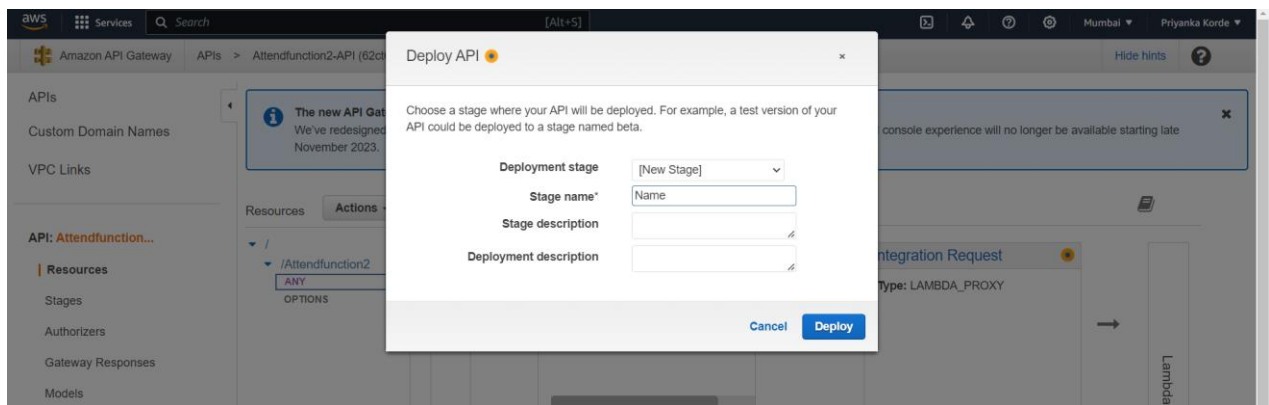 aws Services Search [Alt+S] Mumbai Priyanka Korde
Amazon API Gateway APIs > Attendfunction2-API (62ct Hide hints
Deploy API
Choose a stage where your API will be deployed. For example, a test version of your
API could be deployed to a stage named beta.
Deployment stage [New Stage]
Stage name* Name
Stage description
Deployment description
Cancel Deploy
APIs
Custom Domain Names
VPC Links
The new API Gat
We've redesigned console experience will no longer be available starting late
November 2023.
API: Attendfunction...
Resources
Stages
Authorizers
Gateway Responses
Models
Resources Actions
/
/Attendfunction2
ANY
OPTIONS
ntegration Request
Type: LAMBDA_PROXY
Lambda